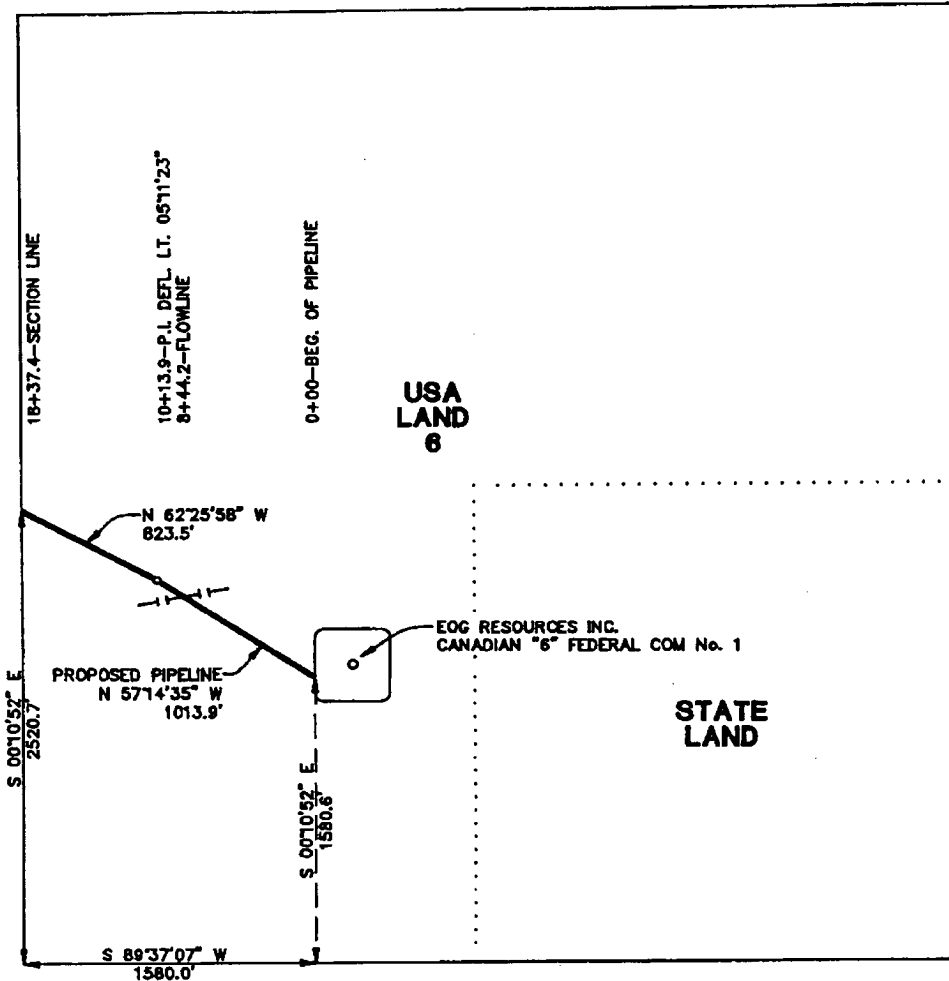 18+37.4-SECTION LINE
10+13.9-P.I. DEFL. LT. 05°11'23"
8+44.2-FLOWLINE
0+00-BEG. OF PIPELINE
USA
LAND
6
N 62°25'58" W
823.5'
EOG RESOURCES INC.
CANADIAN "6" FEDERAL COM No. 1
PROPOSED PIPELINE
N 57°14'35" W
1013.9'
STATE
LAND
S 00°10'52" E
2520.7'
S 00°10'52" E
1580.6'
S 89°37'07" W
1580.0'